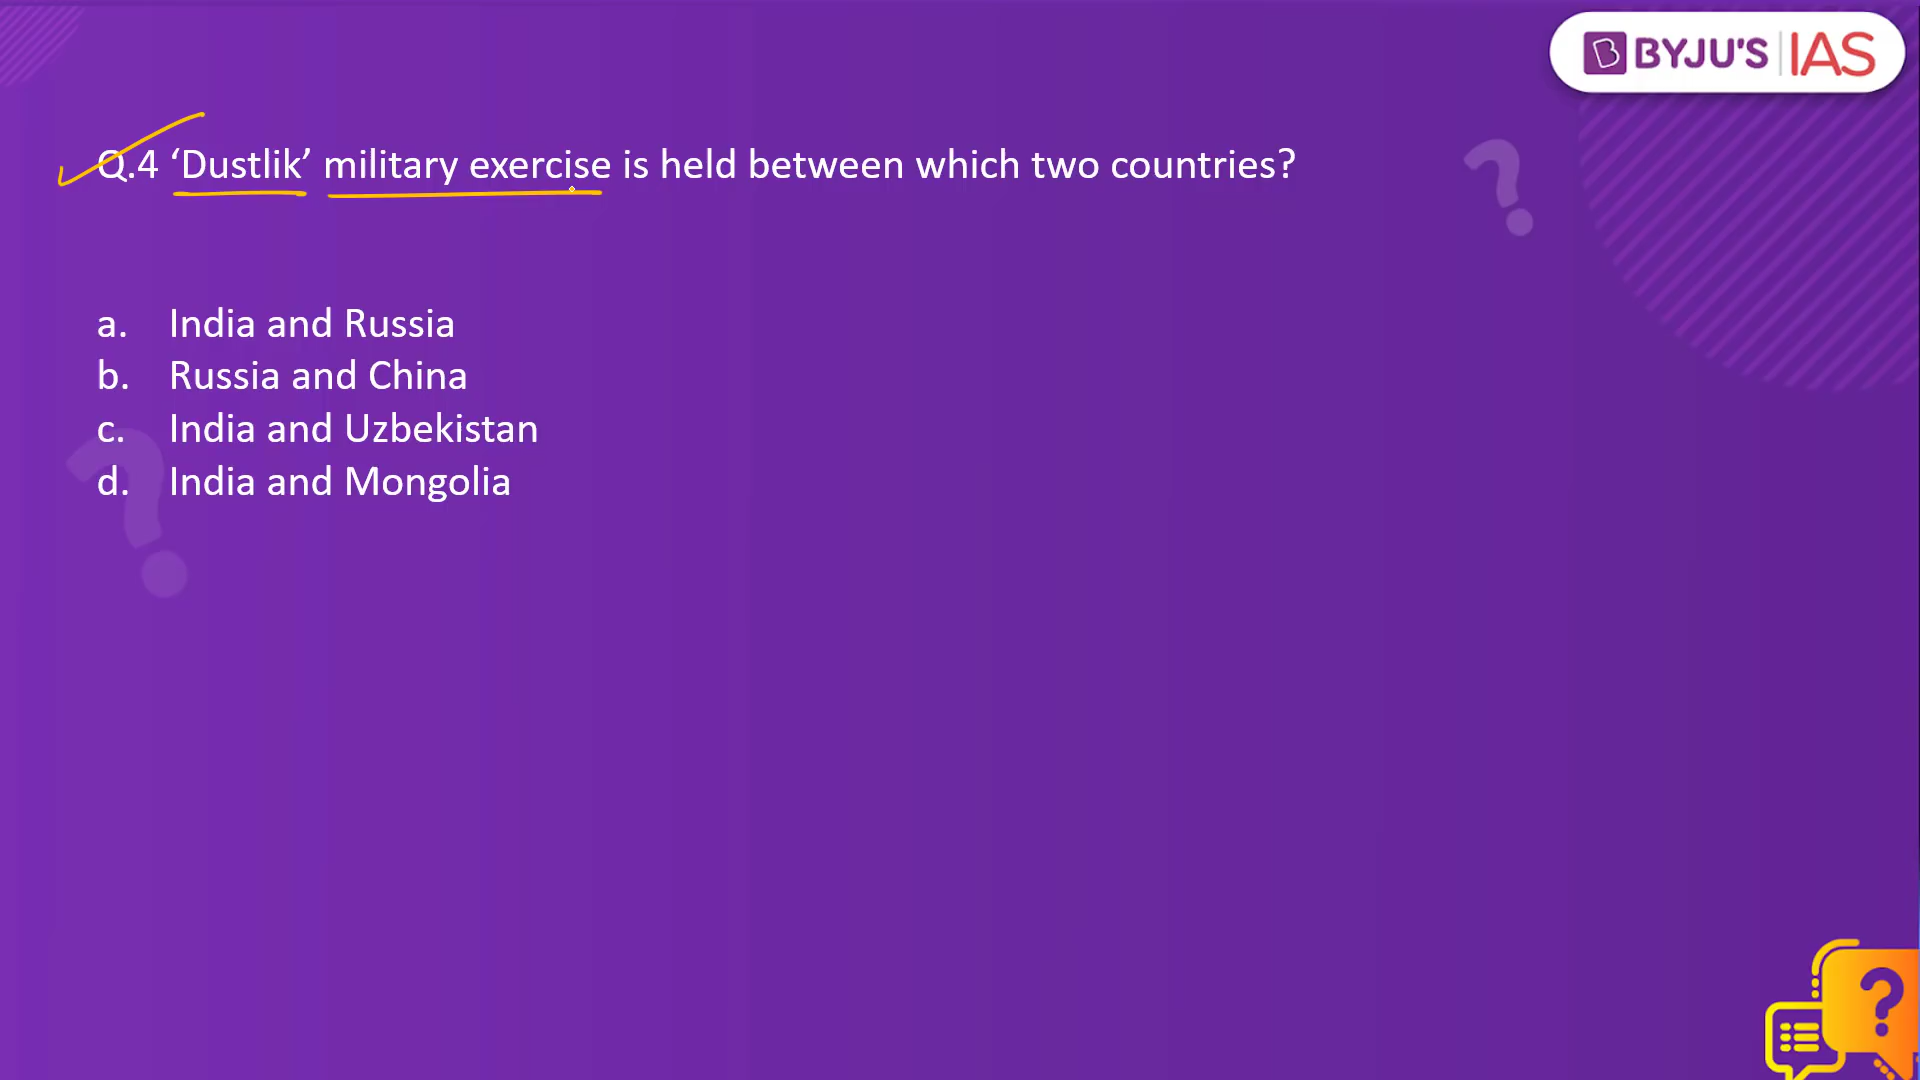 BYJU'S IAS
Q.4 ‘Dustlik’ military exercise is held between which two countries?
a. India and Russia
b. Russia and China
c. India and Uzbekistan
d. India and Mongolia